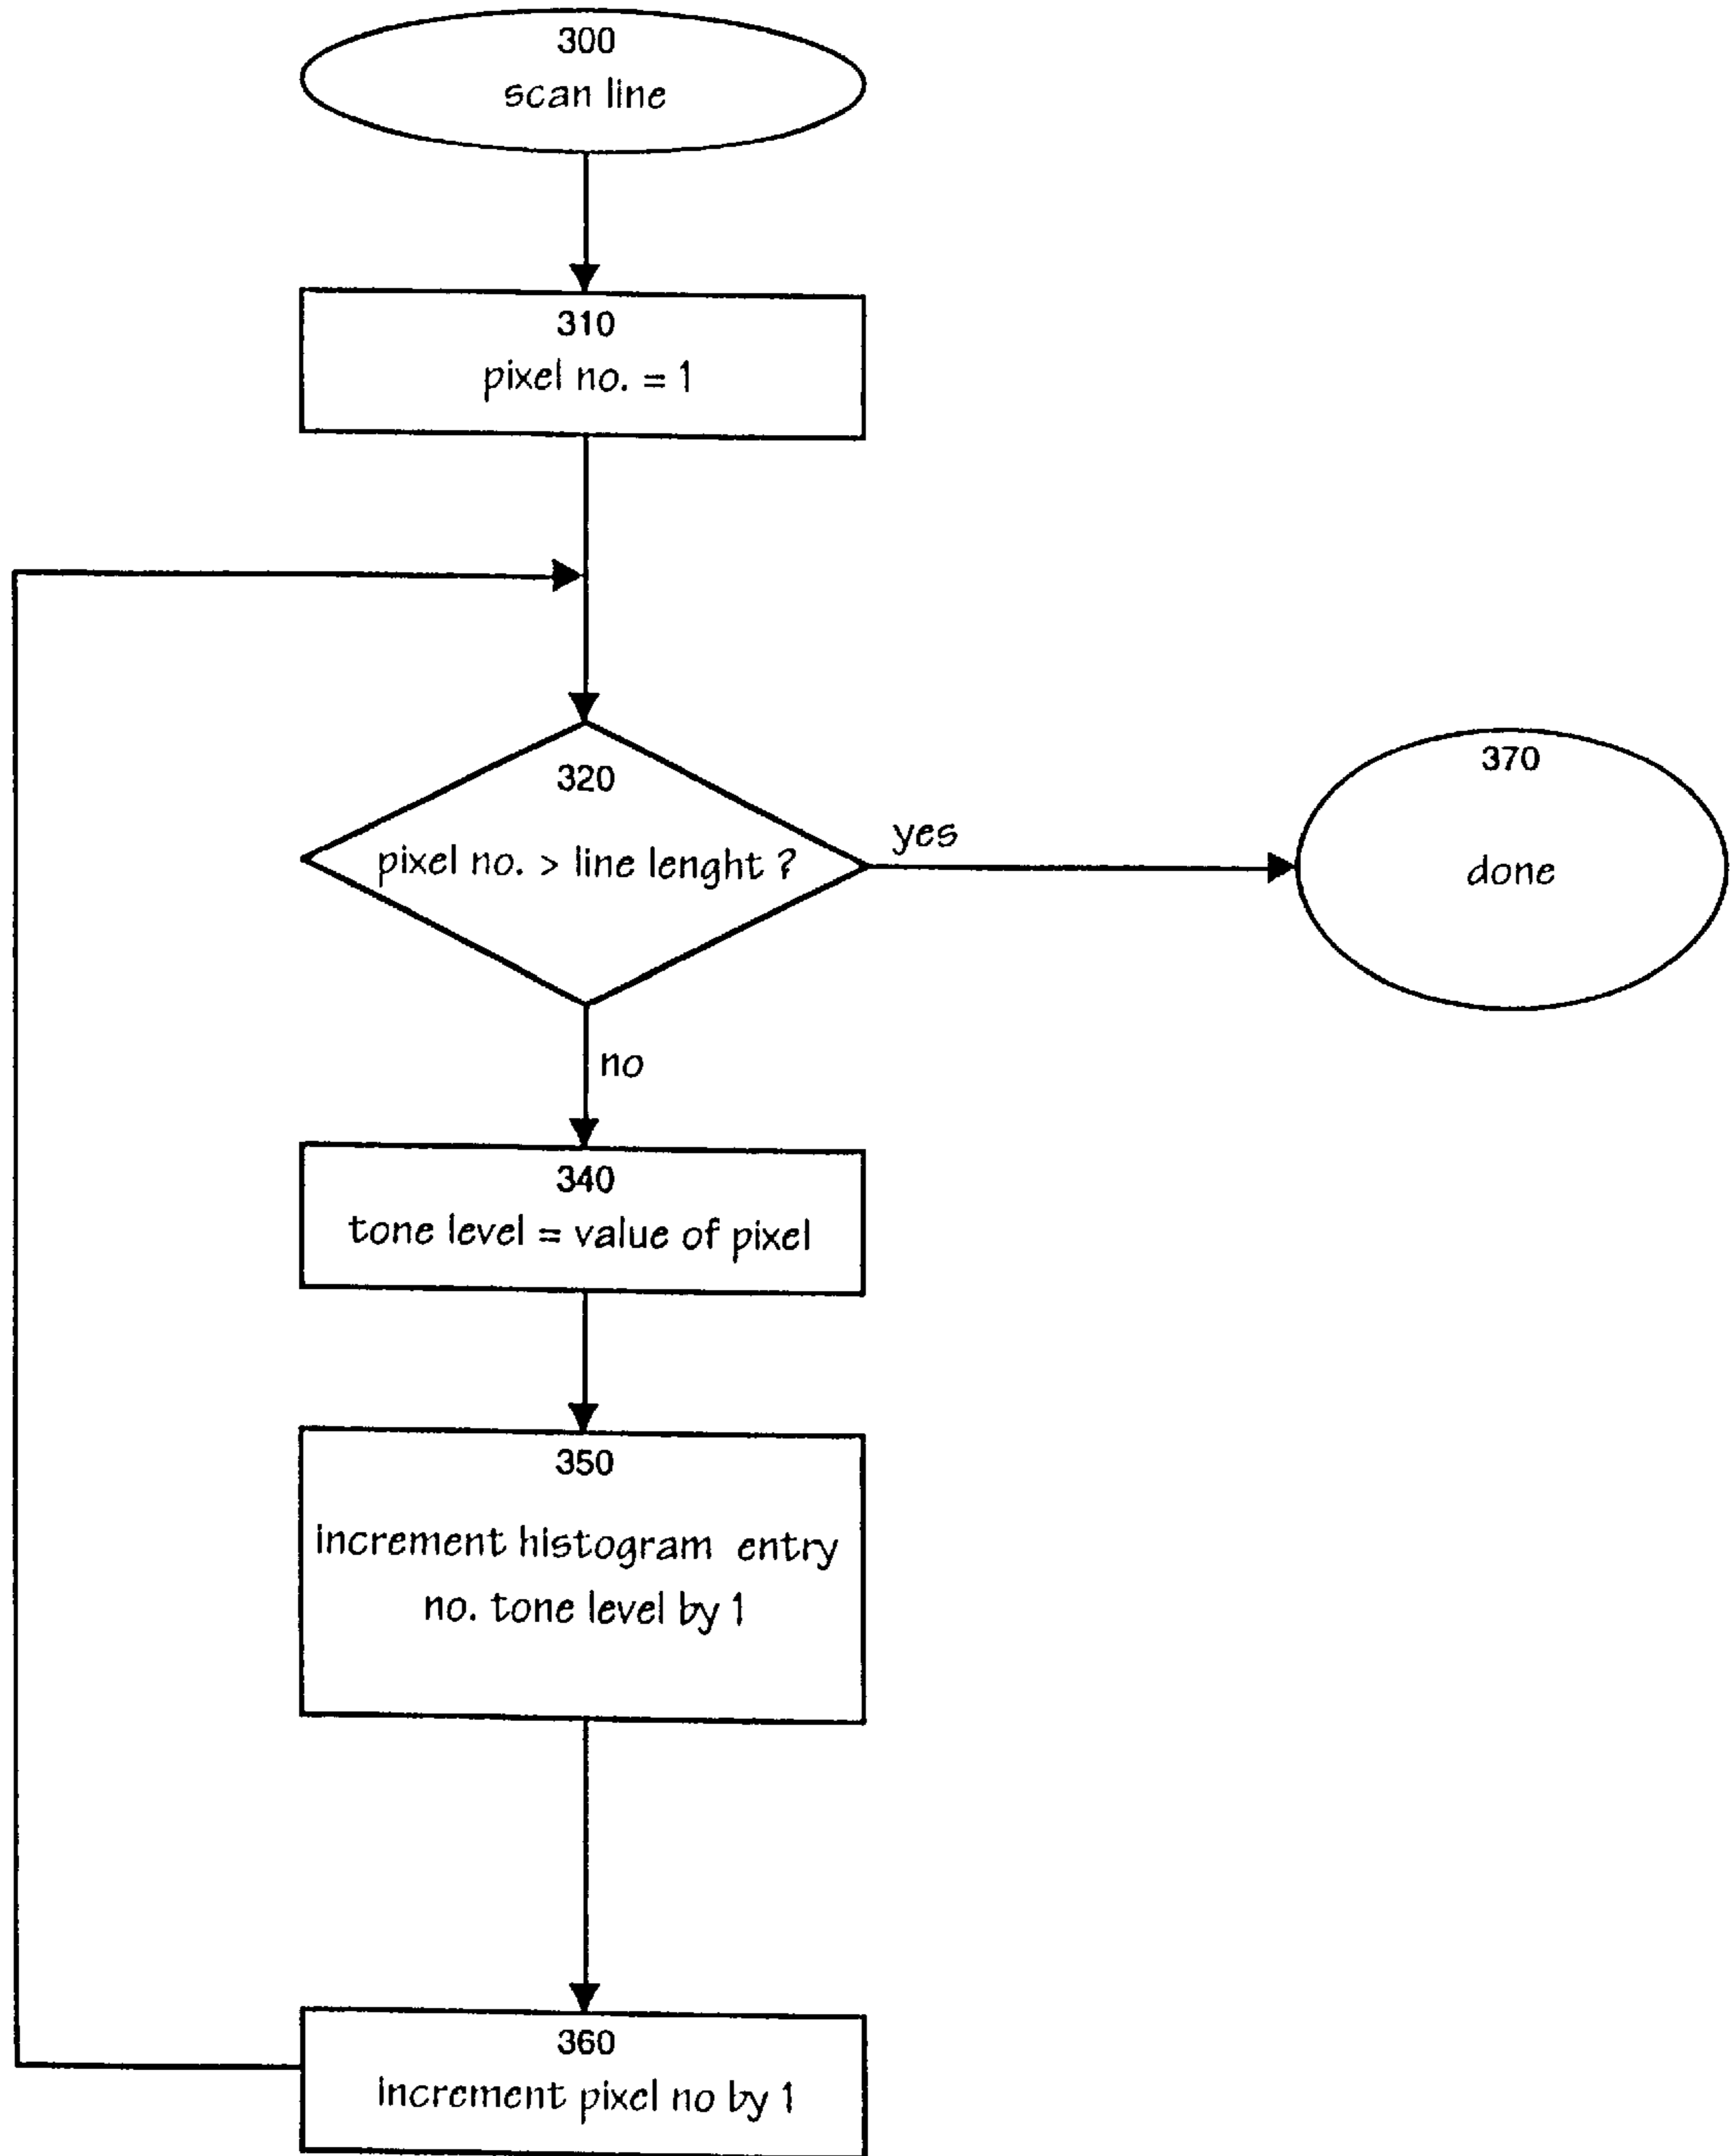 300
scan line
310
pixel no. = 1
320
pixel no. > line lenght ?
yes
370
done
no
340
tone level = value of pixel
350
increment histogram entry
no. tone level by 1
360
increment pixel no by 1